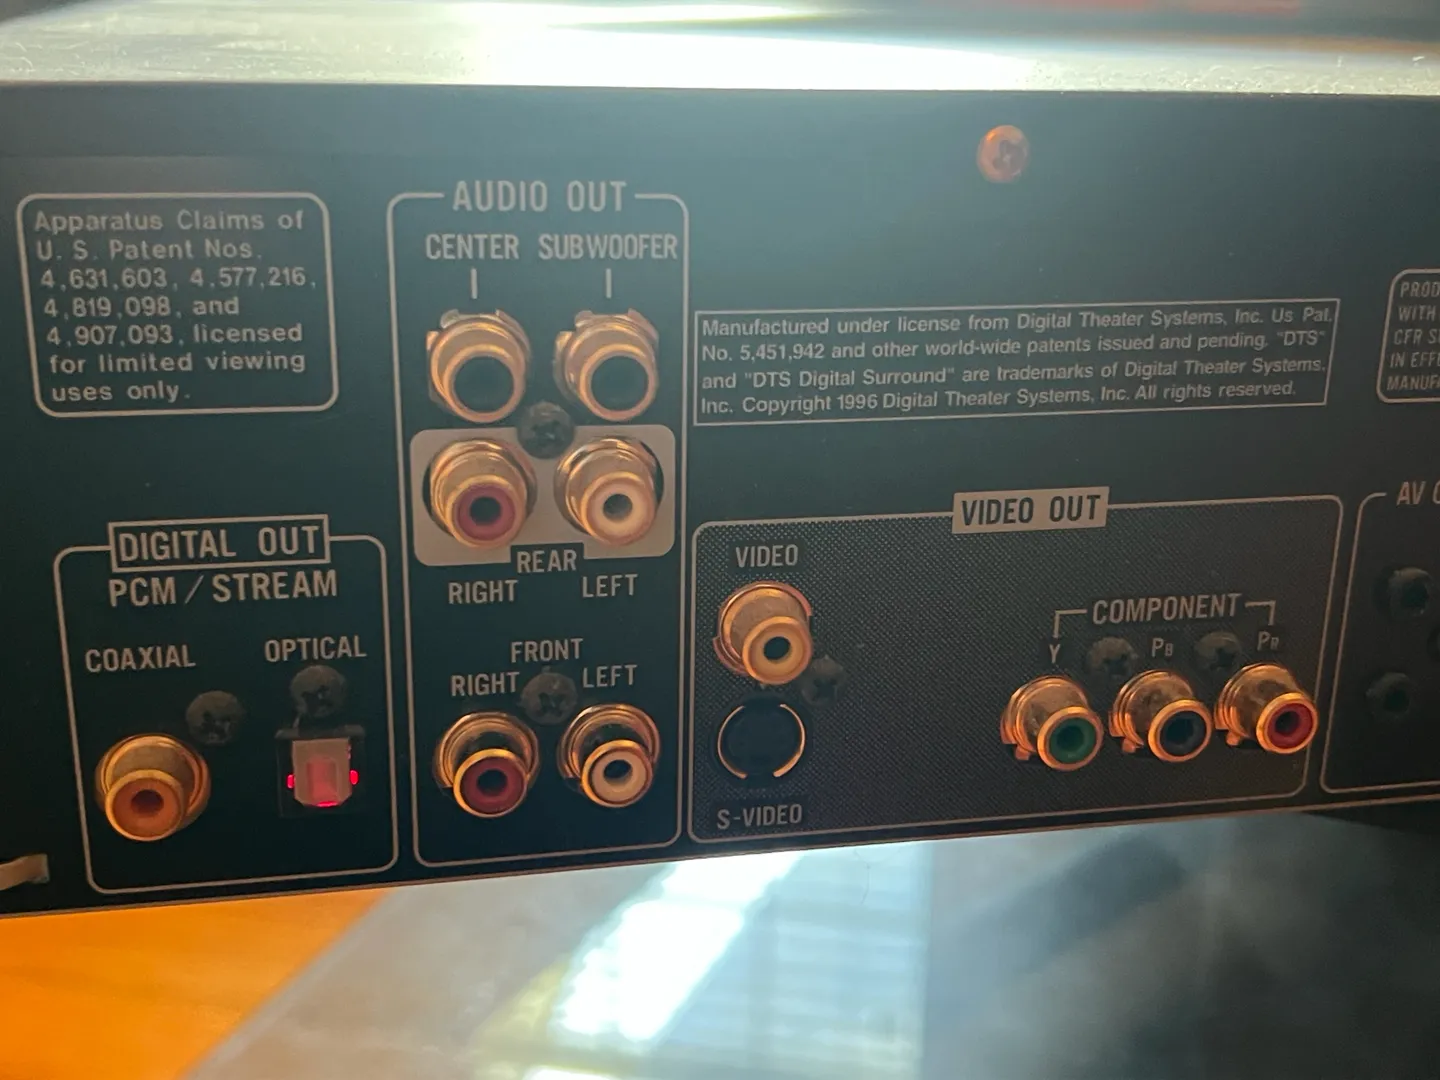 Apparatus Claims of
U. S. Patent Nos.
4,631,603, 4,577,216,
4,819,098, and
4,907,093, licensed
for limited viewing
uses only.
AUDIO OUT
CENTER SUBWOOFER
REAR
RIGHT LEFT
FRONT
RIGHT LEFT
DIGITAL OUT
PCM / STREAM
COAXIAL OPTICAL
Manufactured under license from Digital Theater Systems, Inc. Us Pat.
No. 5,451,942 and other world-wide patents issued and pending. "DTS"
and "DTS Digital Surround" are trademarks of Digital Theater Systems,
Inc. Copyright 1996 Digital Theater Systems, Inc. All rights reserved.
VIDEO OUT
VIDEO
S-VIDEO
COMPONENT
Y PB PR
WITH
CFR
AV